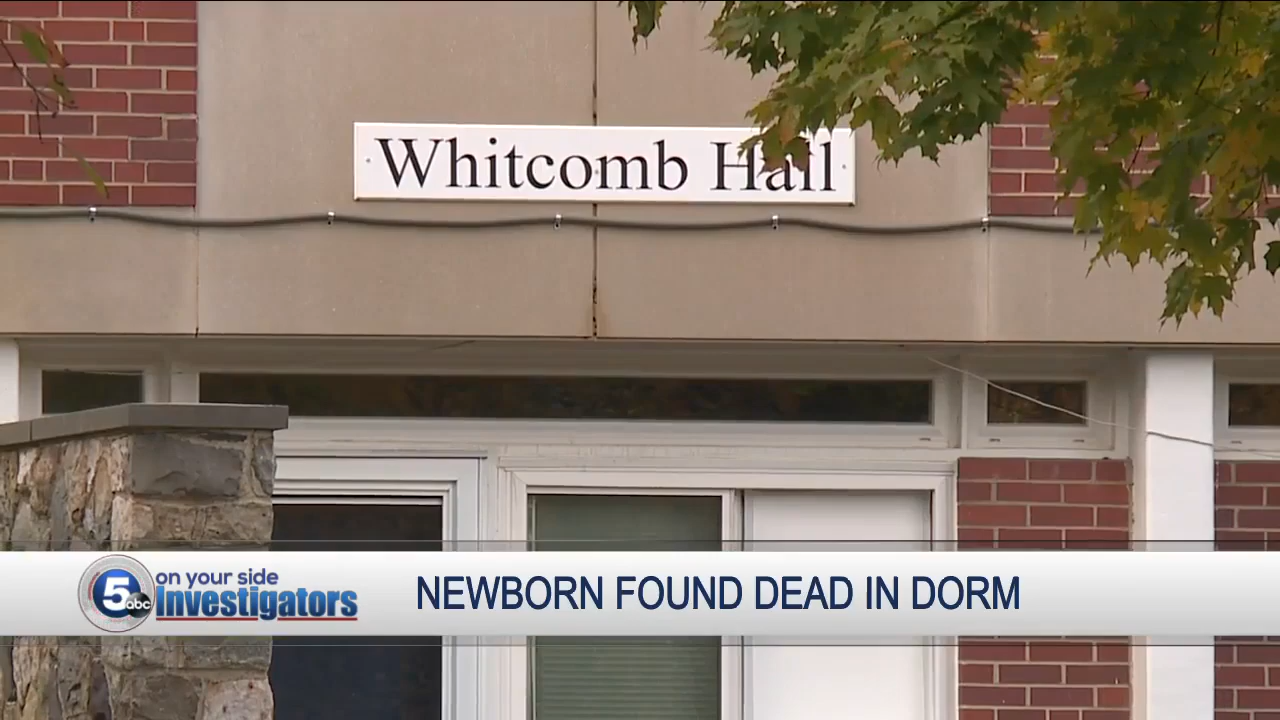 Whitcomb Hall
5
abc
on your side
Investigators
NEWBORN FOUND DEAD IN DORM